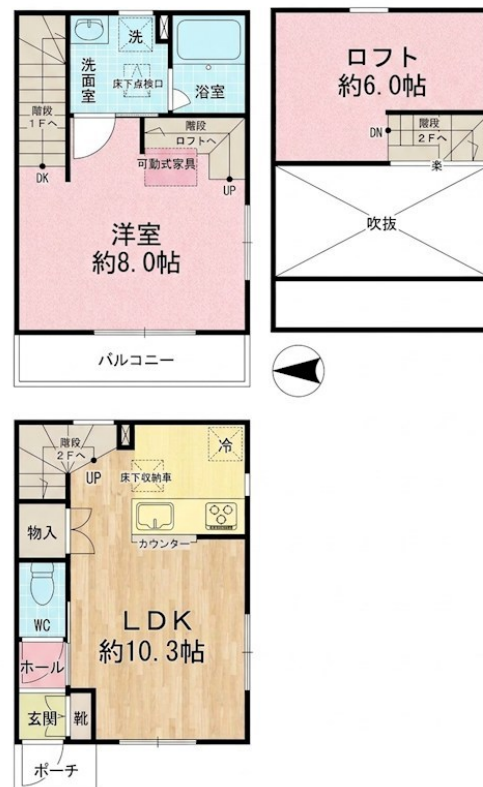 洗
洗面室
床下点検口
浴室
階段
1Fへ
DK
階段
ロフトへ
可動式家具
UP
洋室
約8.0帖
バルコニー
ロフト
約6.0帖
DN
階段
2Fへ
楽
吹抜
階段
2Fへ
UP
冷
床下収納車
物入
カウンター
WC
LDK
約10.3帖
ホール
玄関
靴
ポーチ